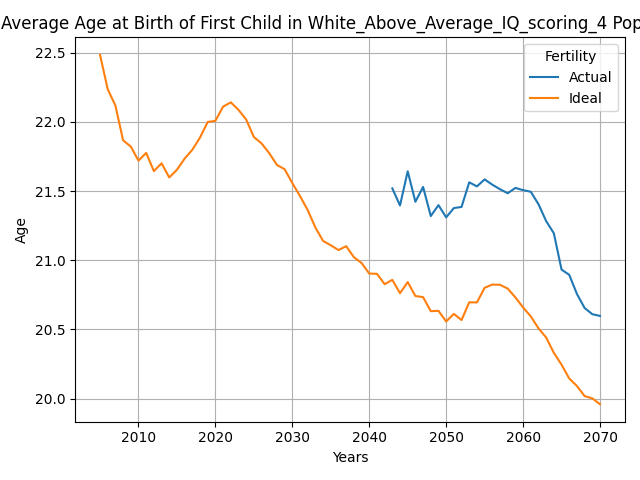 Average Age at Birth of First Child in White_Above_Average_IQ_scoring_4 Pop
Fertility
Actual
Ideal
22.5
22.0
21.5
21.0
20.5
20.0
Age
2010 2020 2030 2040 2050 2060 2070
Years